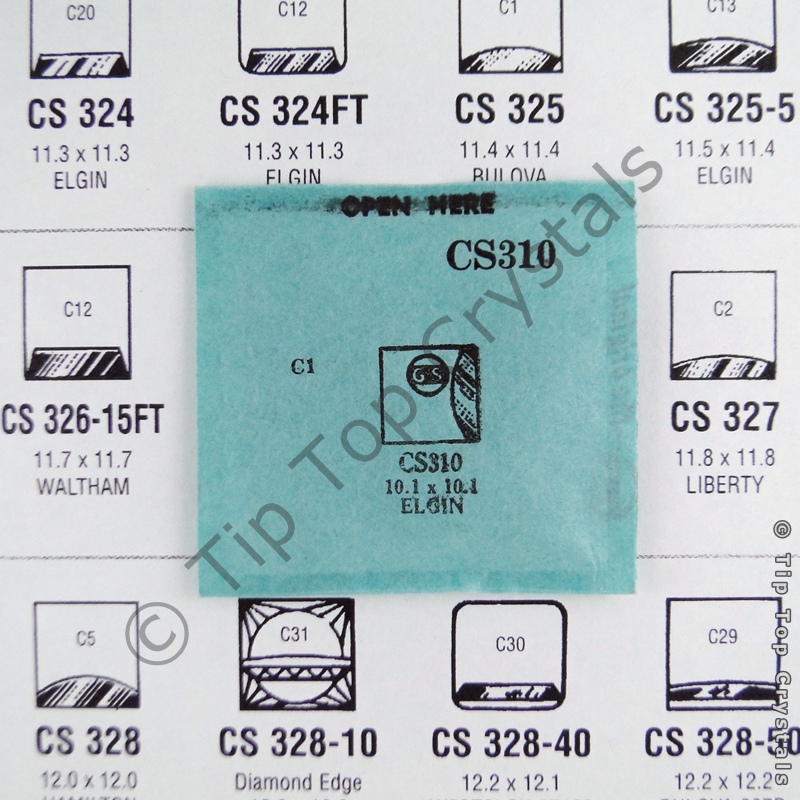 C20 C12 C1 C13
CS 324 CS 324FT CS 325 CS 325-5
11.3 x 11.3 11.3 x 11.3 11.4 x 11.4 11.5 x 11.4
ELGIN ELGIN BULOVA ELGIN
OPEN HERE
CS310
C1
GS
CS310
10.1 x 10.1
ELGIN
C12 C2
CS 326-15FT CS 327
11.7 x 11.7 11.8 x 11.8
WALTHAM LIBERTY
C5 C31 C30 C29
CS 328 CS 328-10 CS 328-40 CS 328-50
12.0 x 12.0 Diamond Edge 12.2 x 12.1 12.2 x 12.2
HAMILTON
© Tip Top Crystals
© Tip Top Crystals